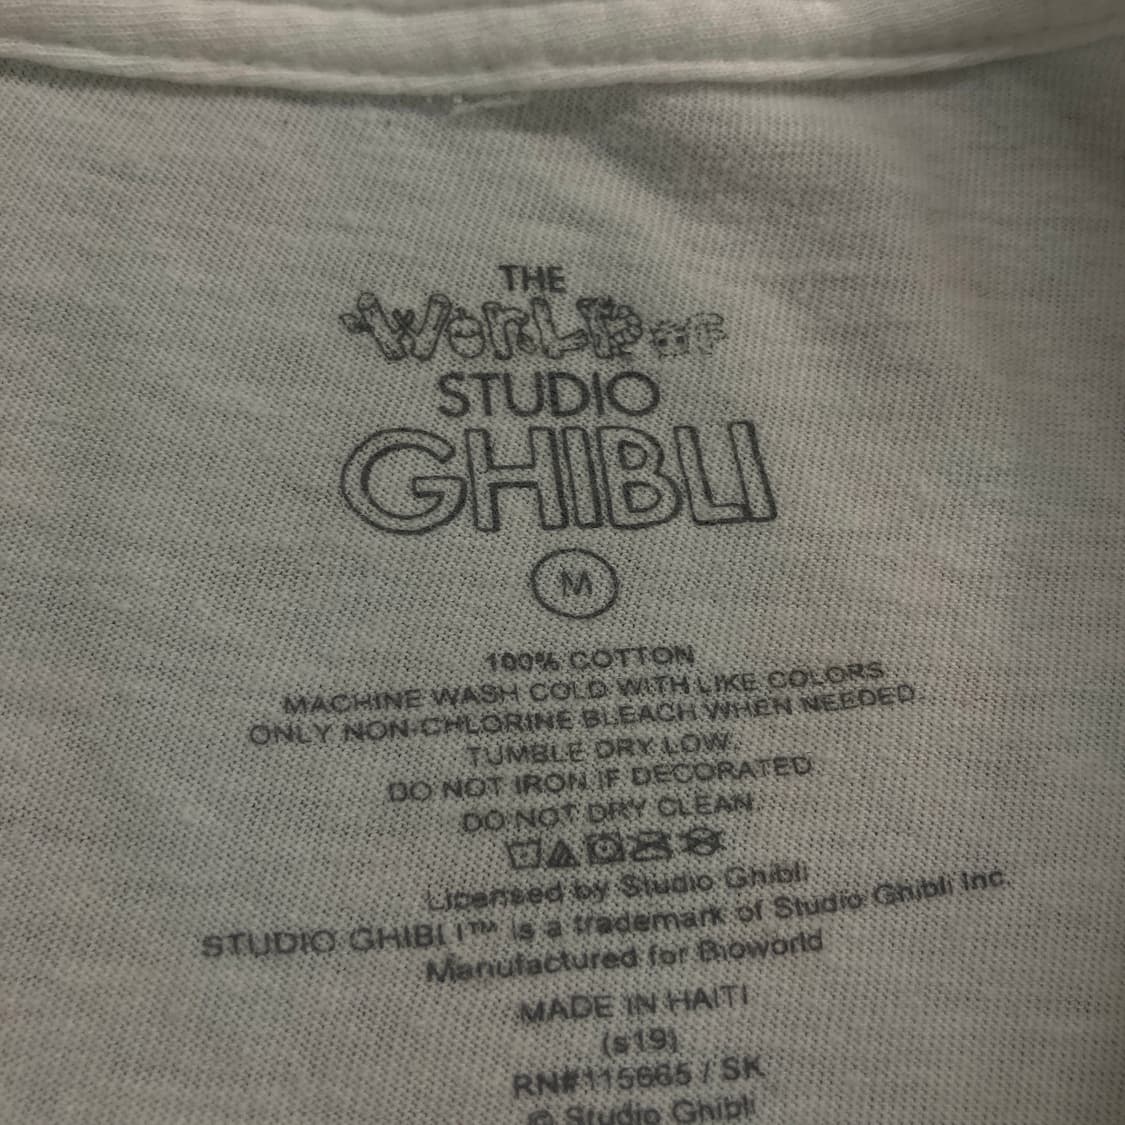 THE
WORLD OF
STUDIO
GHIBLI
M
100% COTTON
MACHINE WASH COLD WITH LIKE COLORS
ONLY NON-CHLORINE BLEACH WHEN NEEDED.
TUMBLE DRY LOW.
DO NOT IRON IF DECORATED.
DO NOT DRY CLEAN.
Licensed by Studio Ghibli
STUDIO GHIBLI™ is a trademark of Studio Ghibli Inc.
Manufactured for Bioworld
MADE IN HAITI
(s19)
RN#115665 / SK
© Studio Ghibli